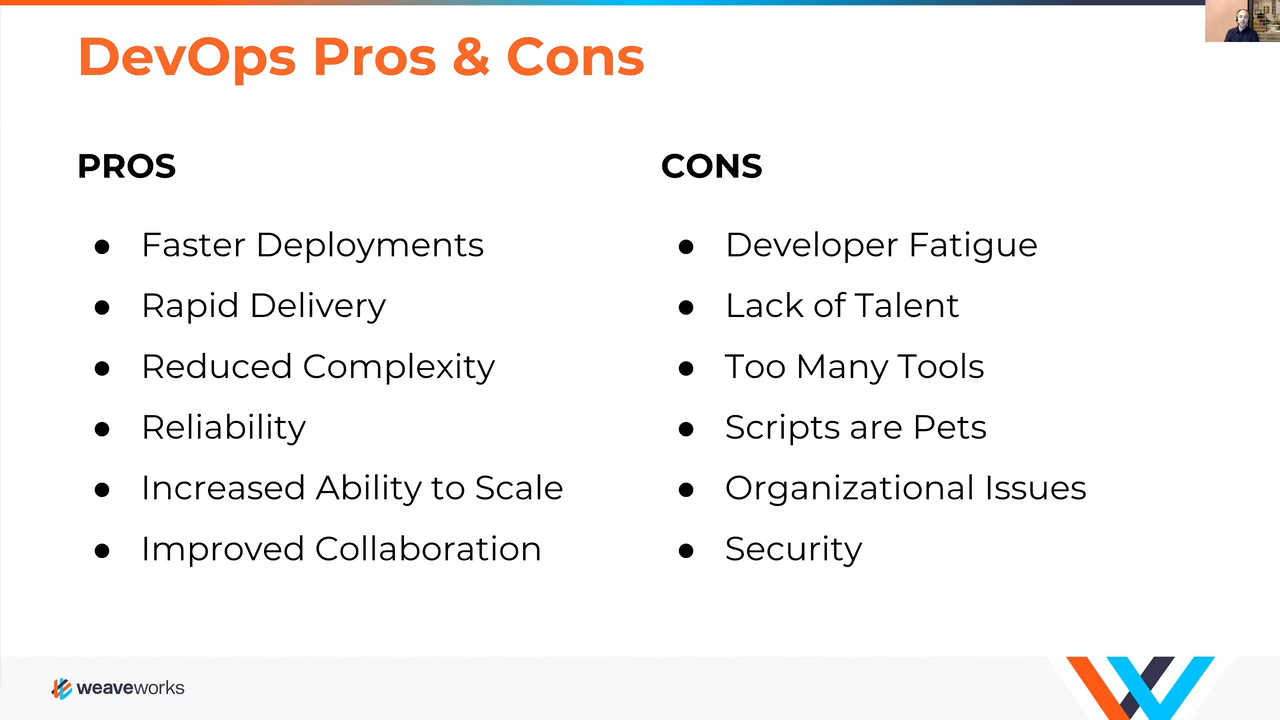 DevOps Pros & Cons
PROS
● Faster Deployments
● Rapid Delivery
● Reduced Complexity
● Reliability
● Increased Ability to Scale
● Improved Collaboration
CONS
● Developer Fatigue
● Lack of Talent
● Too Many Tools
● Scripts are Pets
● Organizational Issues
● Security
weaveworks